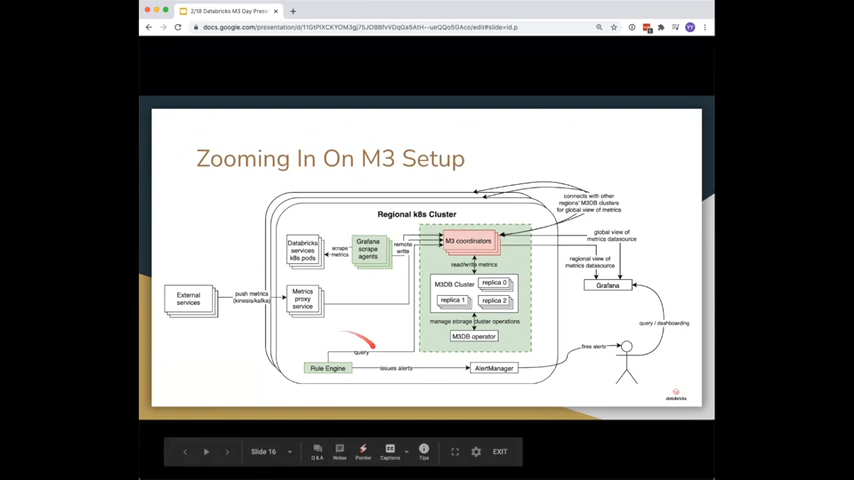 2/18 Databricks M3 Day Prese
docs.google.com/presentation/d/
Zooming In On M3 Setup
connects with other
regions' M3DB clusters
for global view of metrics
Regional k8s Cluster
Databricks
services
k8s pods
scrape
metrics
Grafana
scrape
agents
remote
write
M3 coordinators
global view of
metrics datasource
regional view of
metrics datasource
read/write metrics
M3DB Cluster
replica 0
replica 1
replica 2
Grafana
External
services
push metrics
(kinesis/kafka)
Metrics
proxy
service
manage storage cluster operations
M3DB operator
query / dashboarding
query
fires alerts
Rule Engine
issues alerts
AlertManager
databricks
Slide 16
Q&A
Notes
Pointer
Captions
Tips
EXIT